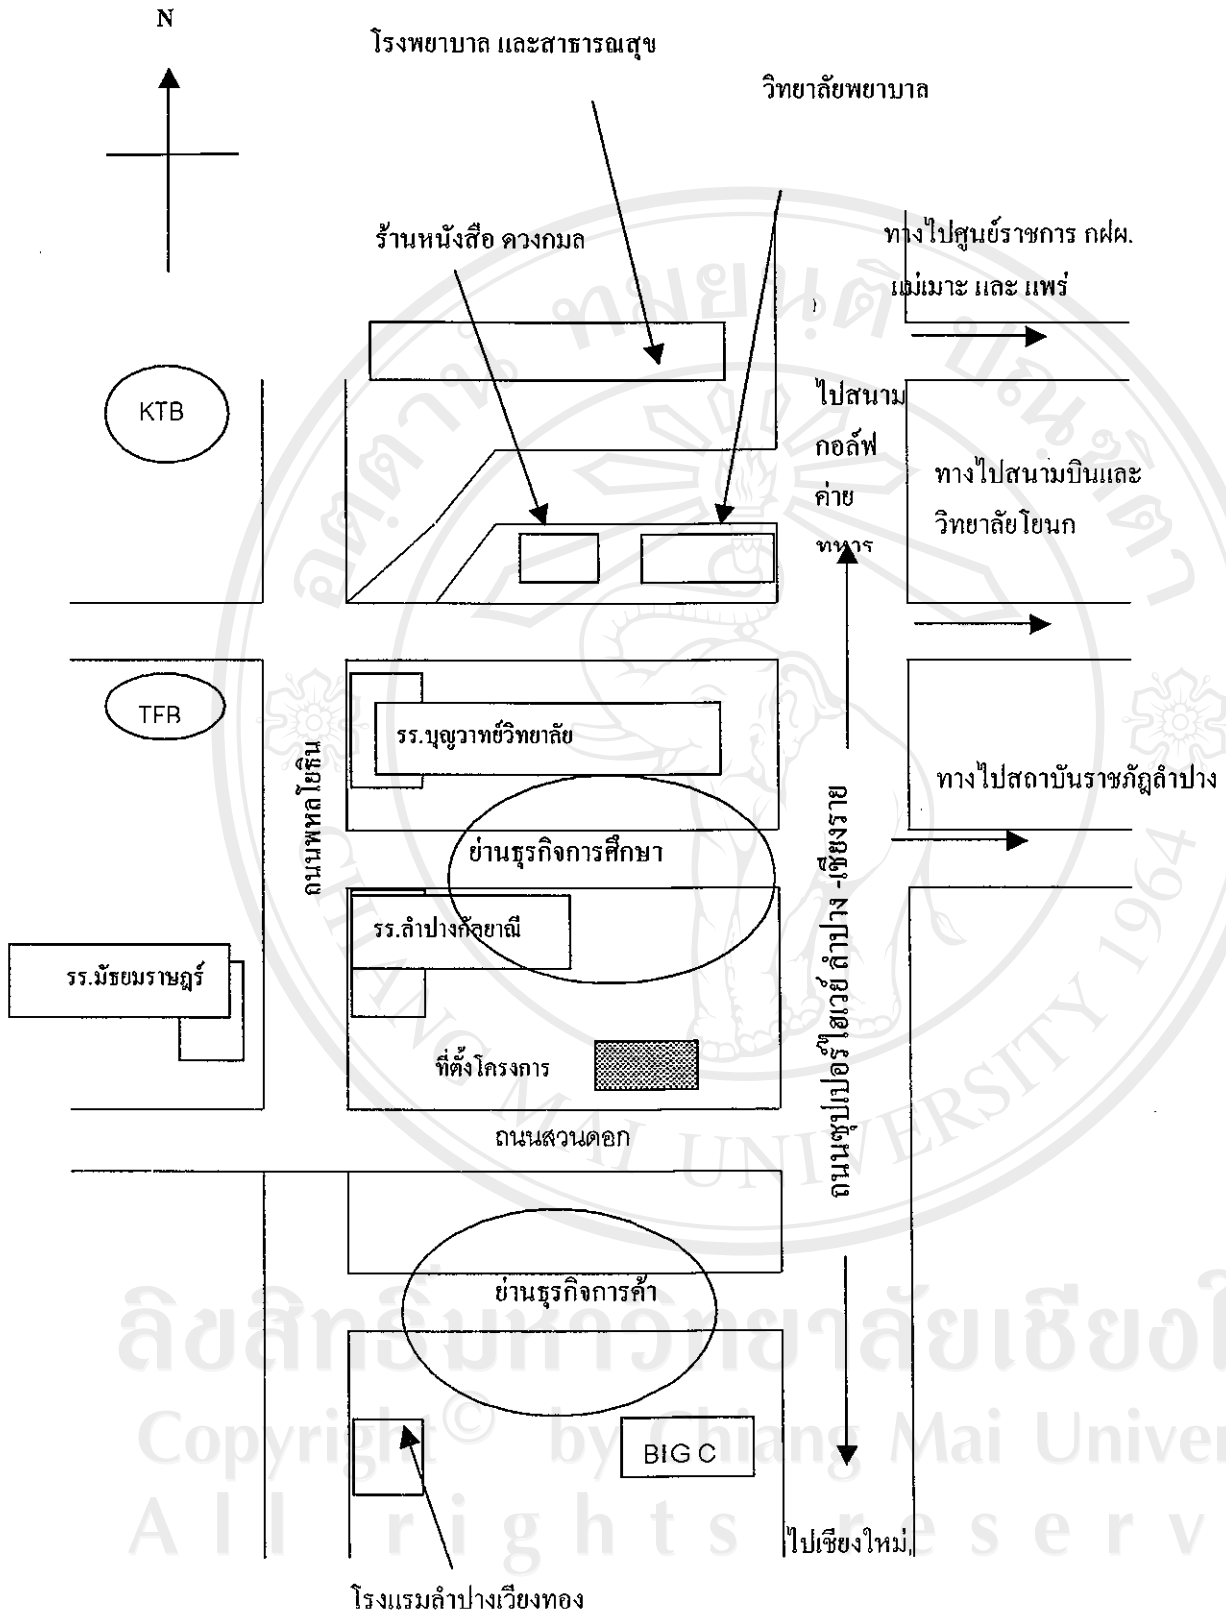 N
โรงพยาบาล และสาธารณสุข
วิทยาลัยพยาบาล
ร้านหนังสือ ดวงกมล
ทางไปศูนย์ราชการ กฝผ.
แม่เมาะ และ แพร่
KTB
ไปสนาม
กอล์ฟ
ค่าย
ทหาร
ทางไปสนามบินและ
วิทยาลัยโยนก
TFB
รร.บุญวาทย์วิทยาลัย
ถนนพหลโยธิน
ทางไปสถาบันราชภัฎลำปาง
ย่านธุรกิจการศึกษา
รร.ลำปางกัลยาณี
รร.มัธยมราษฎร์
ถนนซุปเปอร์ไฮเวย์ ลำปาง -เชียงราย
ที่ตั้งโครงการ
ถนนสวนดอก
ย่านธุรกิจการค้า
BIG C
ไปเชียงใหม่,
โรงแรมลำปางเวียงทอง
CHIANG MAI UNIVERSITY 1964
Copyright © by Chiang Mai Univer
All rights reserv